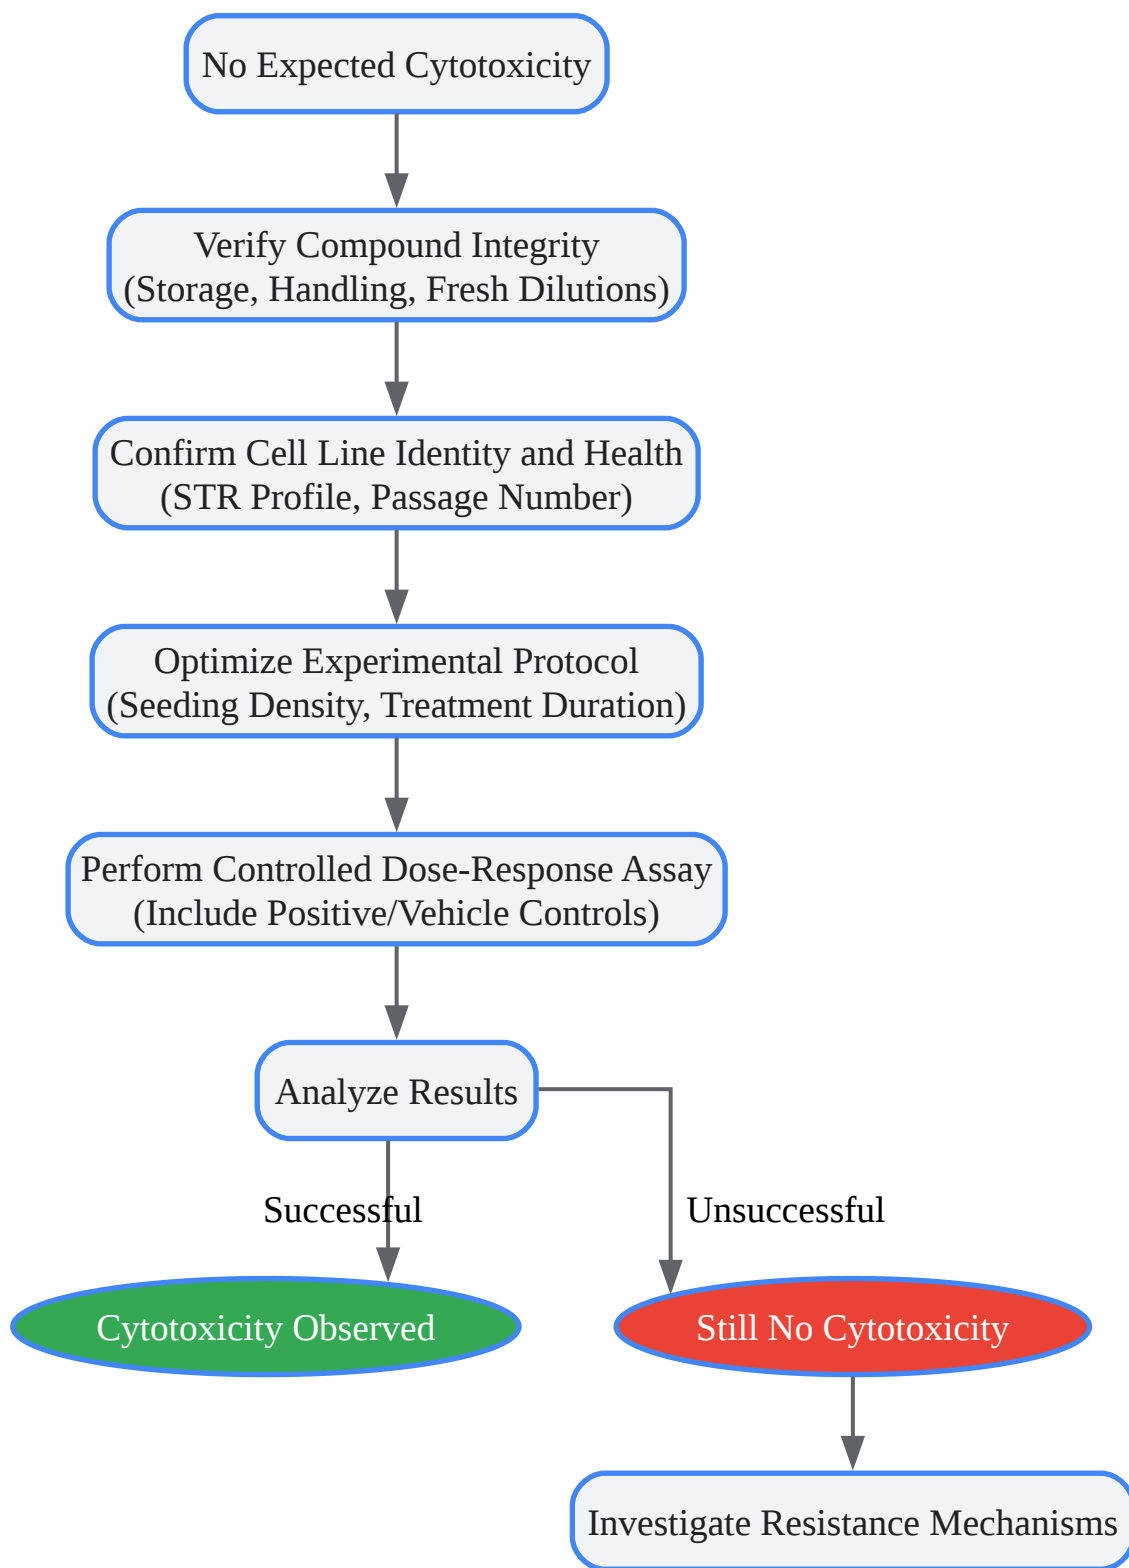 No Expected Cytotoxicity
Verify Compound Integrity
(Storage, Handling, Fresh Dilutions)
Confirm Cell Line Identity and Health
(STR Profile, Passage Number)
Optimize Experimental Protocol
(Seeding Density, Treatment Duration)
Perform Controlled Dose-Response Assay
(Include Positive/Vehicle Controls)
Analyze Results
Successful
Unsuccessful
Cytotoxicity Observed
Still No Cytotoxicity
Investigate Resistance Mechanisms